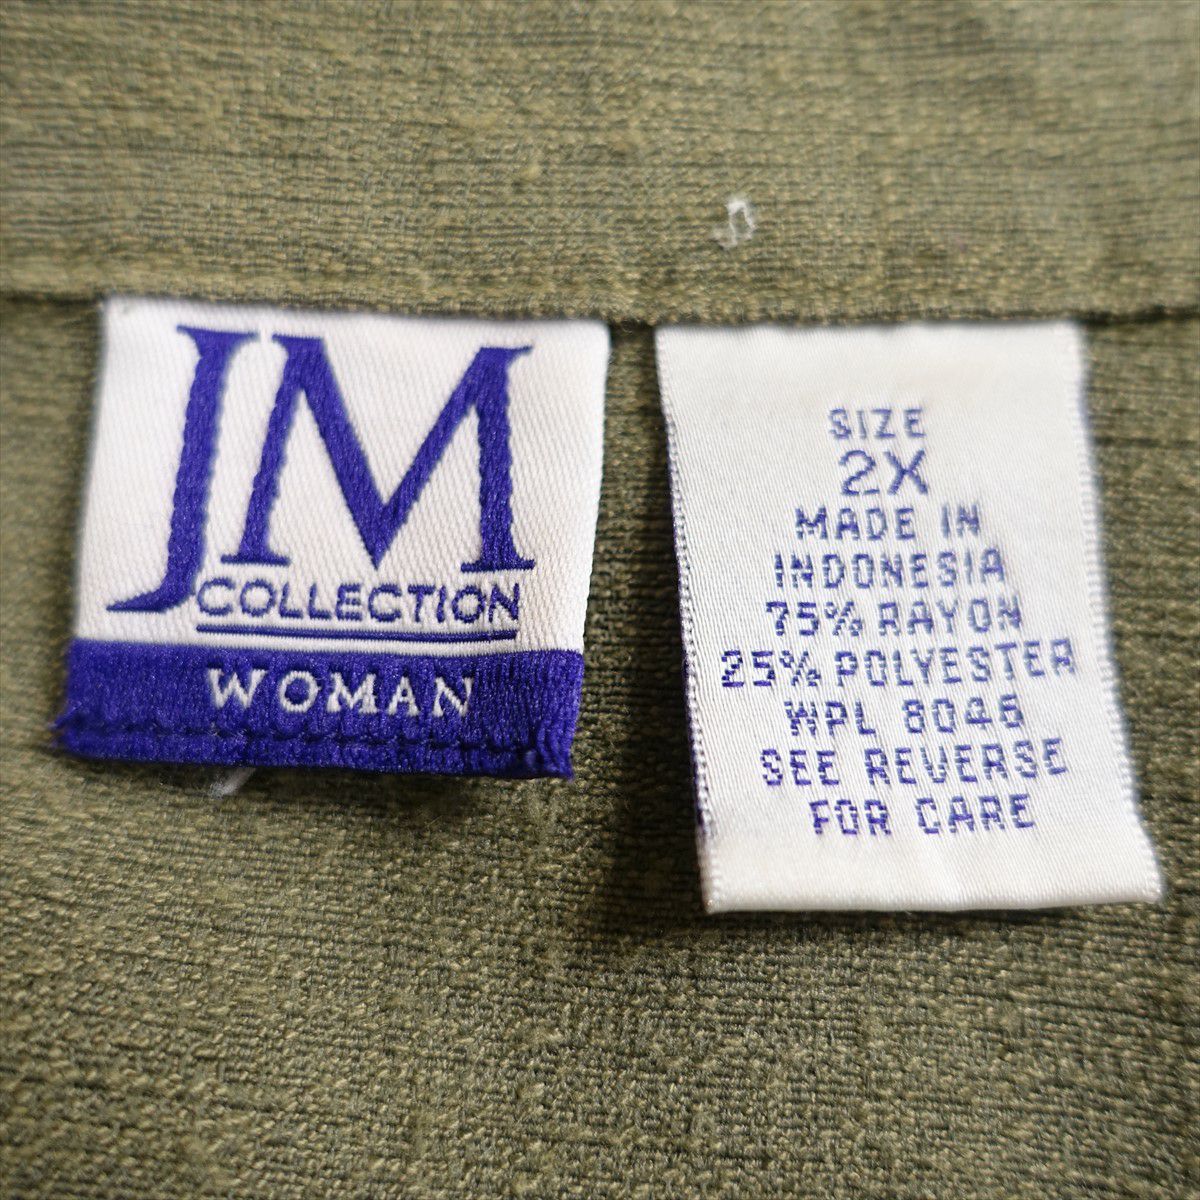 JM
COLLECTION
WOMAN
SIZE
2X
MADE IN
INDONESIA
75% RAYON
25% POLYESTER
WPL 8046
SEE REVERSE
FOR CARE